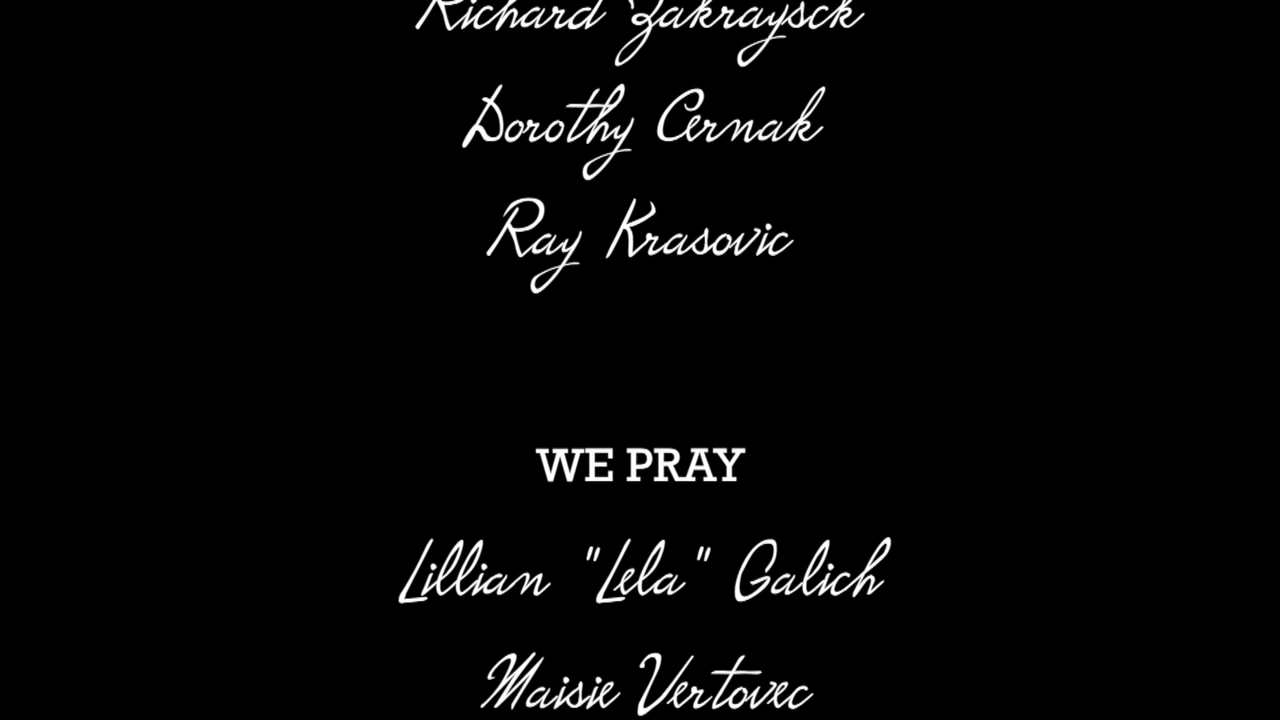 Richard Zakraysck
Dorothy Cernak
Ray Krasovic
WE PRAY
Lillian "Lela" Galich
Maisie Vertovec